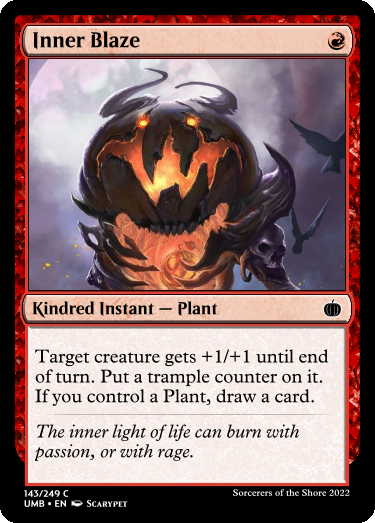 Inner Blaze
Kindred Instant — Plant
Target creature gets +1/+1 until end
of turn. Put a trample counter on it.
If you control a Plant, draw a card.
The inner light of life can burn with
passion, or with rage.
143/249 C
Sorcerers of the Shore 2022
UMB • EN Scarypet